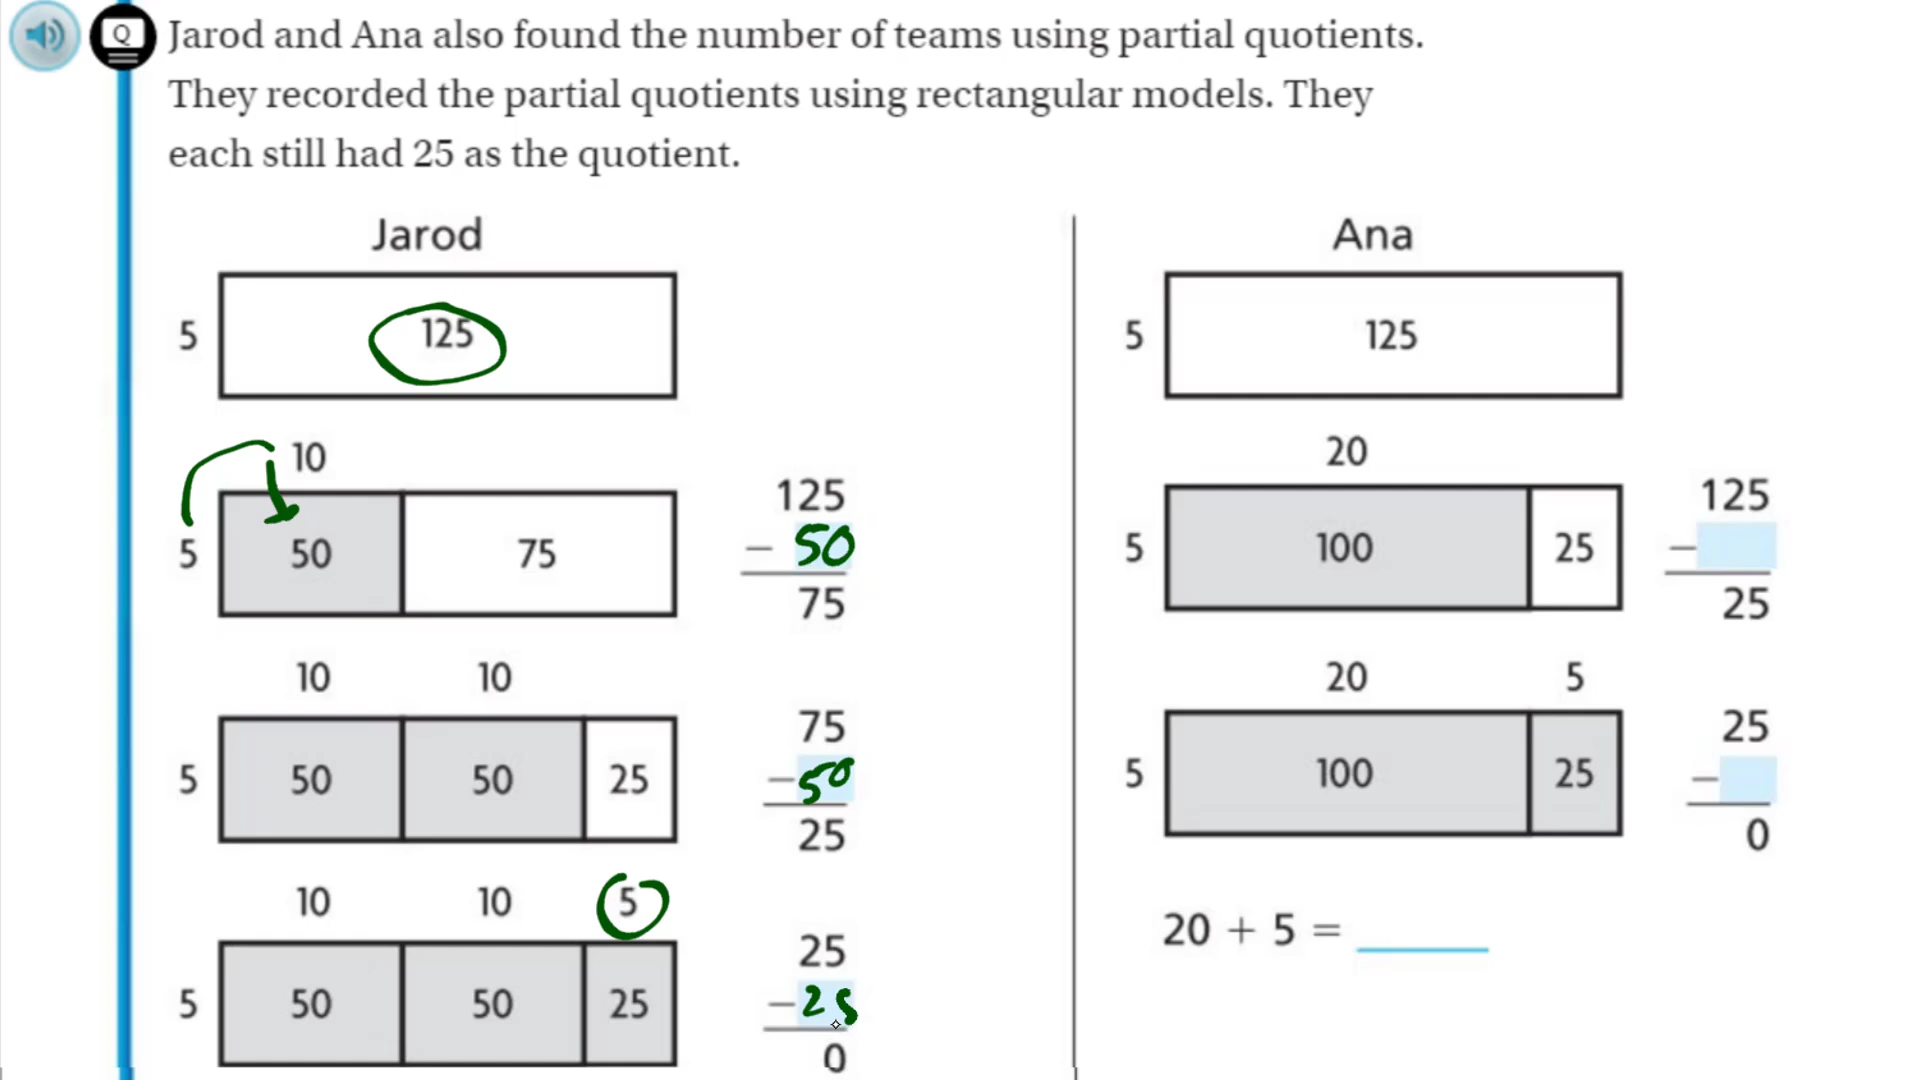 Q Jarod and Ana also found the number of teams using partial quotients.
They recorded the partial quotients using rectangular models. They
each still had 25 as the quotient.
Jarod
5 125
10
5 50 75
125
− 50
75
10 10
5 50 50 25
75
− 50
25
10 10 5
5 50 50 25
25
− 25
0
Ana
5 125
20
5 100 25
125
−
25
20 5
5 100 25
25
−
0
20 + 5 =